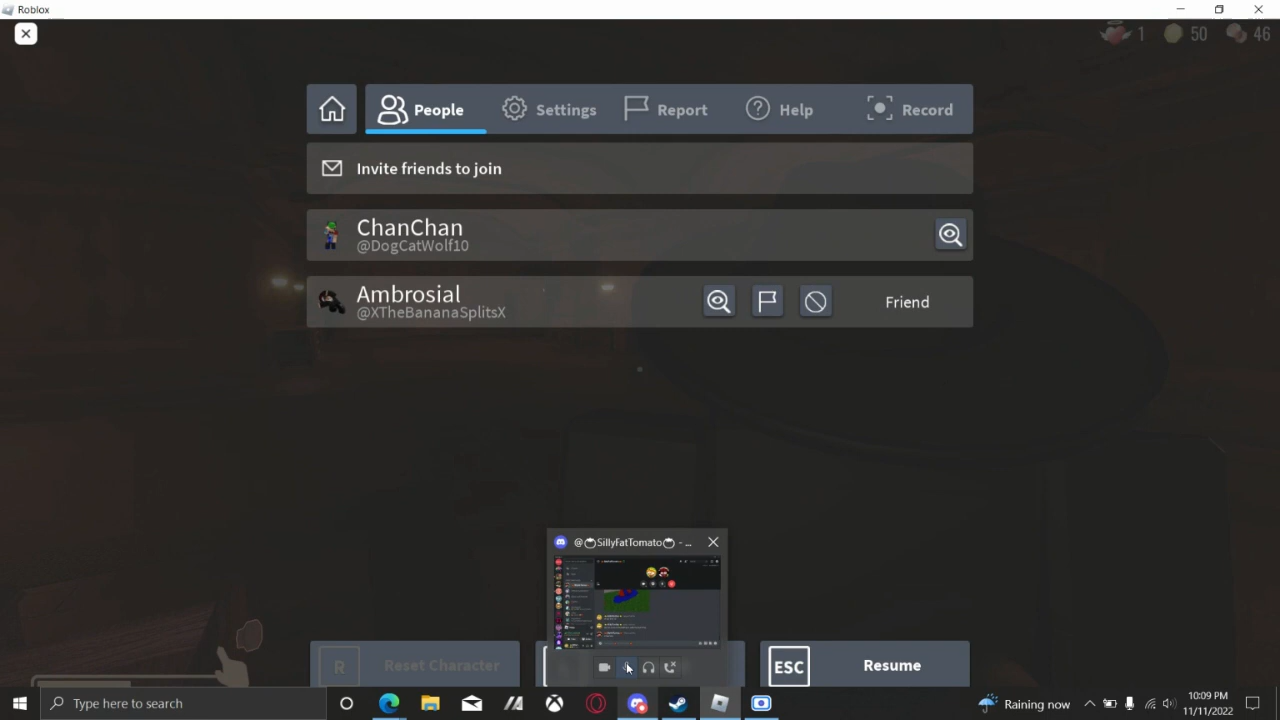 Roblox
1 50 46
People Settings Report Help Record
Invite friends to join
ChanChan
@DogCatWolf10
Ambrosial
@XTheBananaSplitsX
Friend
@🍅SillyFatTomato🍅 - ...
R Reset Character
ESC Resume
Type here to search
Raining now
10:09 PM
11/11/2022